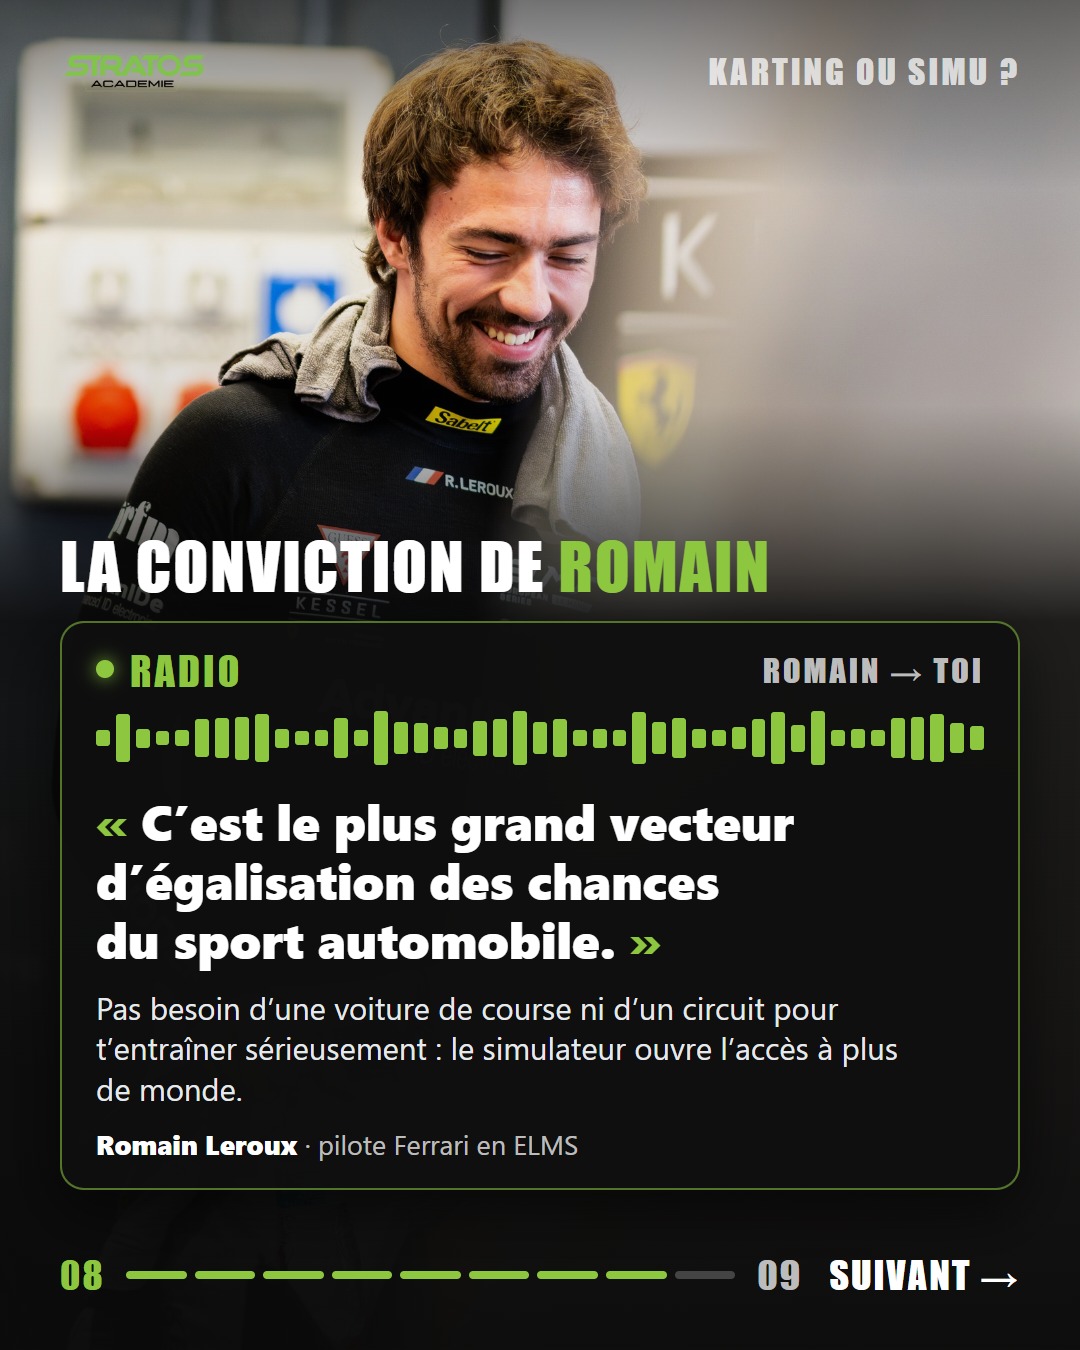 STRATOS
ACADEMIE
KARTING OU SIMU ?
K
Sabelt
R.LEROUX
KESSEL
LA CONVICTION DE ROMAIN
RADIO
ROMAIN → TOI
« C’est le plus grand vecteur
d’égalisation des chances
du sport automobile. »
Pas besoin d’une voiture de course ni d’un circuit pour
t’entraîner sérieusement : le simulateur ouvre l’accès à plus
de monde.
Romain Leroux · pilote Ferrari en ELMS
08
09
SUIVANT →